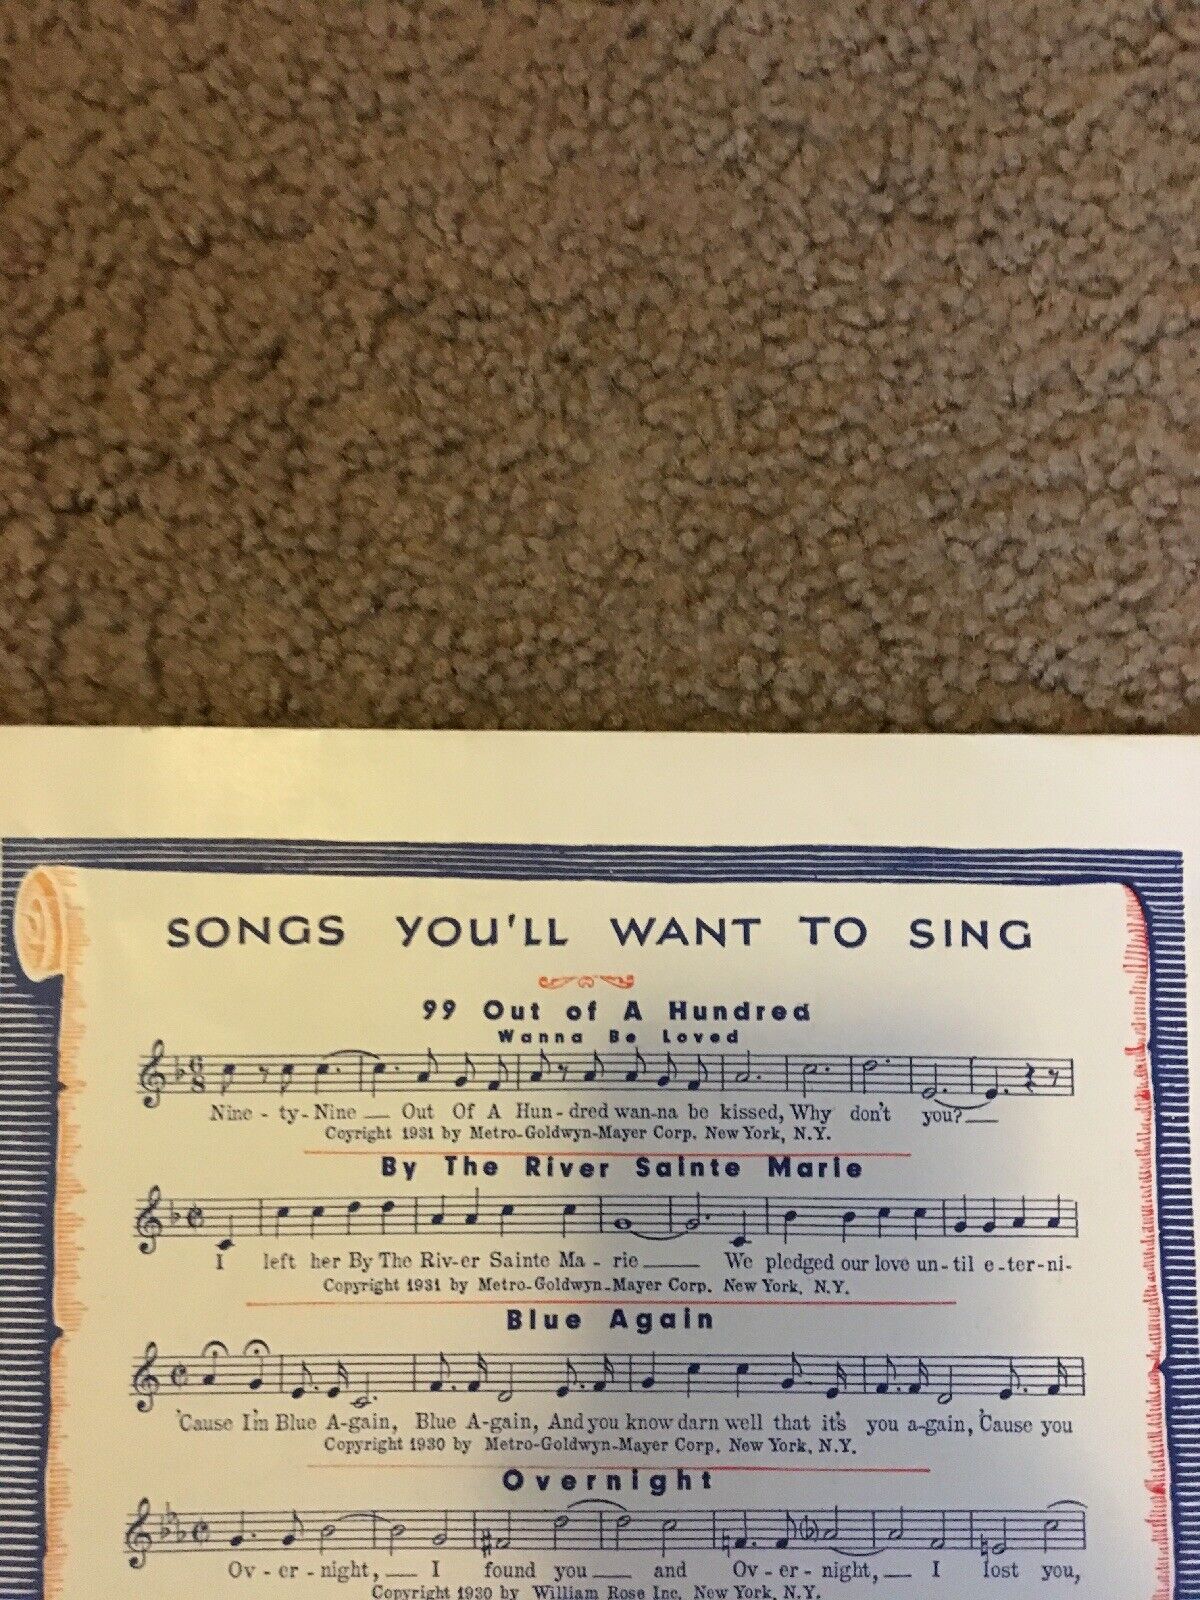 SONGS YOU'LL WANT TO SING
99 Out of A Hundred
Wanna Be Loved
6
8
Nine - ty - Nine Out Of A Hun - dred wan-na be kissed, Why don't you?
Coyright 1931 by Metro-Goldwyn-Mayer Corp. New York, N.Y.
By The River Sainte Marie
I left her By The Riv-er Sainte Ma - rie We pledged our love un-til e-ter-ni-
Copyright 1931 by Metro-Goldwyn-Mayer Corp. New York, N.Y.
Blue Again
'Cause I'm Blue A-gain, Blue A-gain, And you know darn well that it's you a-gain, 'Cause you
Copyright 1930 by Metro-Goldwyn-Mayer Corp. New York, N.Y.
Overnight
Ov - er - night, I found you and Ov - er - night, I lost you,
Copyright 1930 by William Rose Inc. New York, N.Y.